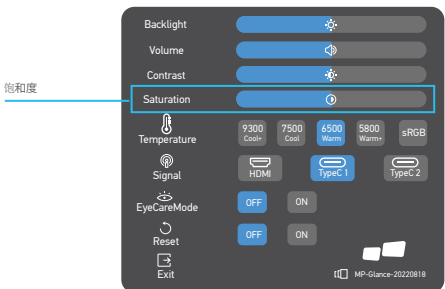 Backlight
Volume
Contrast
饱和度
Saturation
Temperature
9300 Cool+
7500 Cool
6500 Warm
5800 Warm+
sRGB
Signal
HDMI
TypeC 1
TypeC 2
EyeCareMode
OFF
ON
Reset
OFF
ON
Exit
MP-Glance-20220818